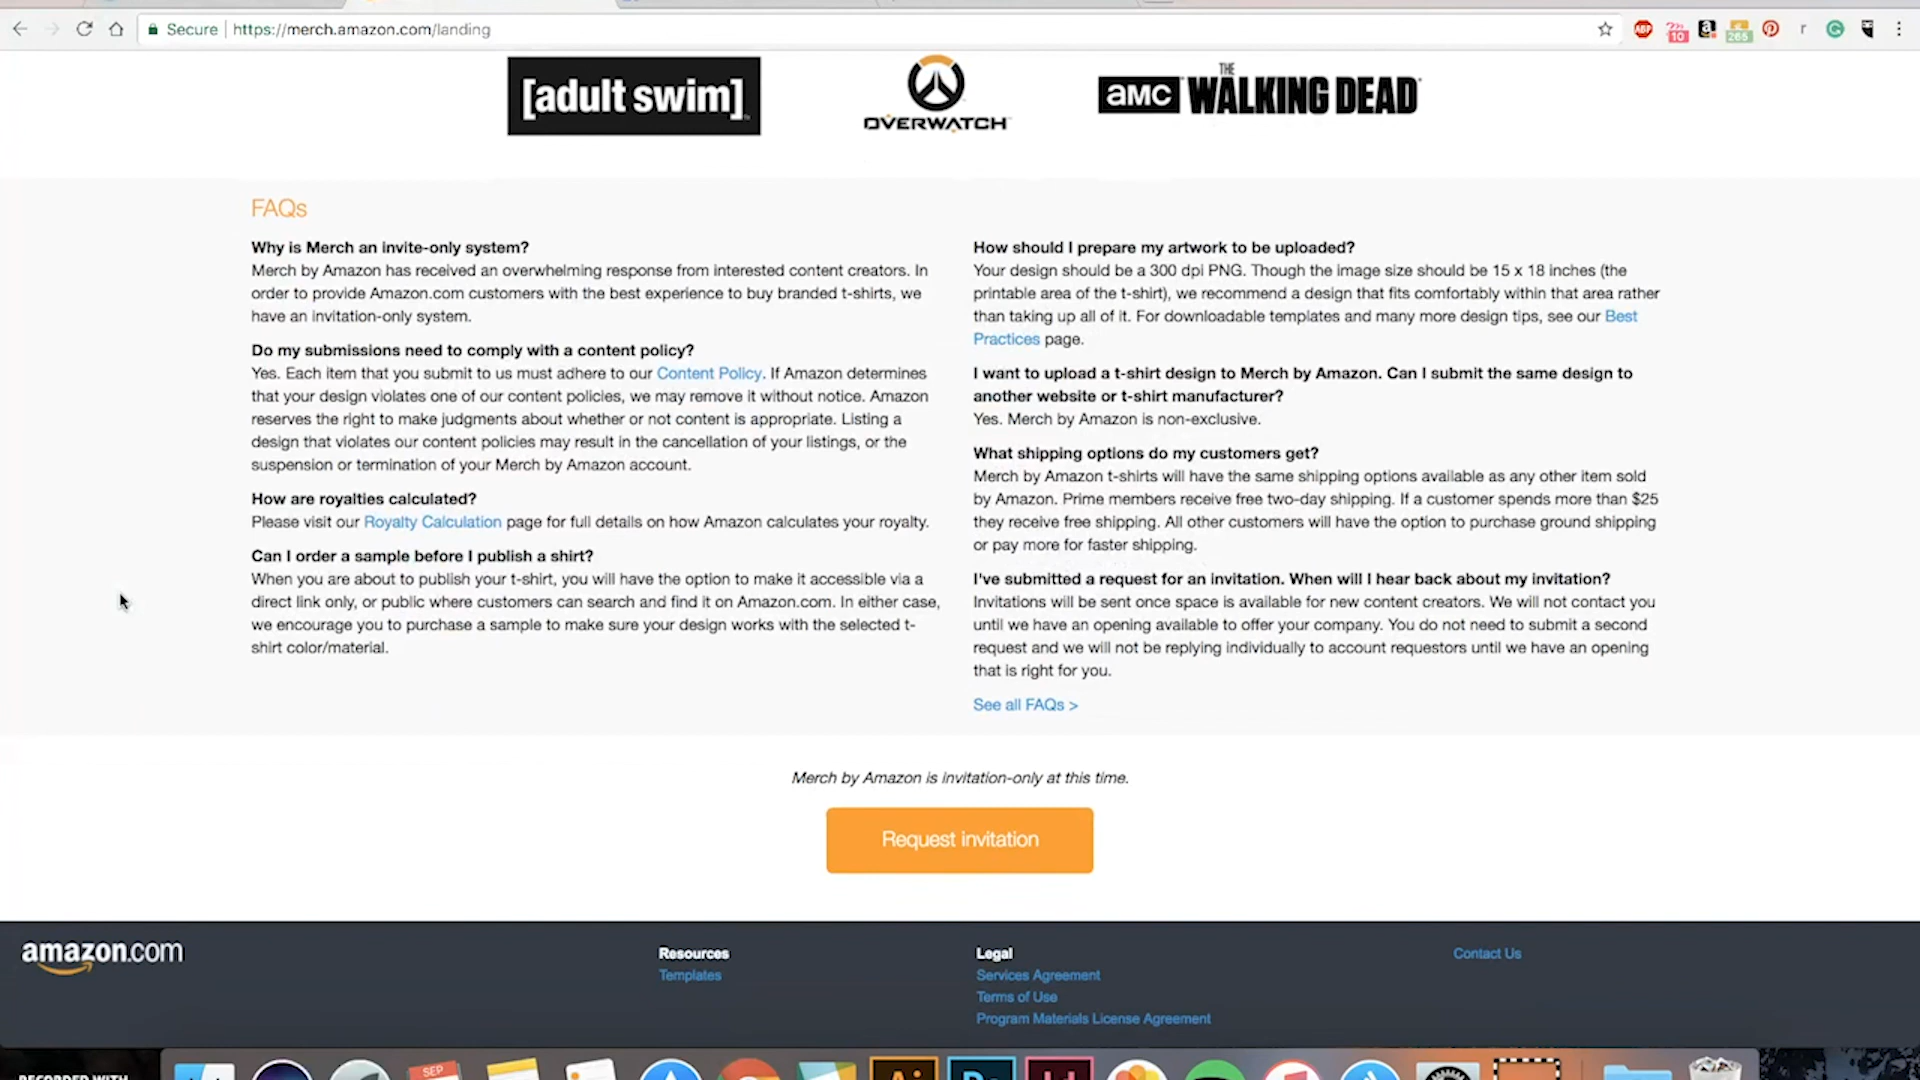 Secure https://merch.amazon.com/landing
ABP
10
a
265
r
[adult swim]
OVERWATCH
amc THE WALKING DEAD
FAQs
Why is Merch an invite-only system?
Merch by Amazon has received an overwhelming response from interested content creators. In
order to provide Amazon.com customers with the best experience to buy branded t-shirts, we
have an invitation-only system.
Do my submissions need to comply with a content policy?
Yes. Each item that you submit to us must adhere to our Content Policy. If Amazon determines
that your design violates one of our content policies, we may remove it without notice. Amazon
reserves the right to make judgments about whether or not content is appropriate. Listing a
design that violates our content policies may result in the cancellation of your listings, or the
suspension or termination of your Merch by Amazon account.
How are royalties calculated?
Please visit our Royalty Calculation page for full details on how Amazon calculates your royalty.
Can I order a sample before I publish a shirt?
When you are about to publish your t-shirt, you will have the option to make it accessible via a
direct link only, or public where customers can search and find it on Amazon.com. In either case,
we encourage you to purchase a sample to make sure your design works with the selected t-
shirt color/material.
How should I prepare my artwork to be uploaded?
Your design should be a 300 dpi PNG. Though the image size should be 15 x 18 inches (the
printable area of the t-shirt), we recommend a design that fits comfortably within that area rather
than taking up all of it. For downloadable templates and many more design tips, see our Best
Practices page.
I want to upload a t-shirt design to Merch by Amazon. Can I submit the same design to
another website or t-shirt manufacturer?
Yes. Merch by Amazon is non-exclusive.
What shipping options do my customers get?
Merch by Amazon t-shirts will have the same shipping options available as any other item sold
by Amazon. Prime members receive free two-day shipping. If a customer spends more than $25
they receive free shipping. All other customers will have the option to purchase ground shipping
or pay more for faster shipping.
I've submitted a request for an invitation. When will I hear back about my invitation?
Invitations will be sent once space is available for new content creators. We will not contact you
until we have an opening available to offer your company. You do not need to submit a second
request and we will not be replying individually to account requestors until we have an opening
that is right for you.
See all FAQs >
Merch by Amazon is invitation-only at this time.
Request invitation
amazon.com
Resources
Templates
Legal
Services Agreement
Terms of Use
Program Materials License Agreement
Contact Us
RECORDED WITH
SEP